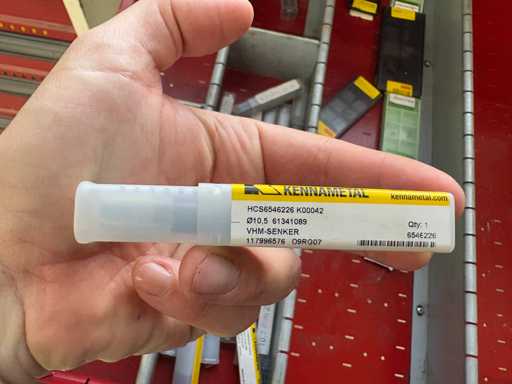 KENNAMETAL kennametal.com
HCS6546226 K00042
Ø10,5 61341089 Qty: 1
VHM-SENKER 6546226
117996576 09RG07